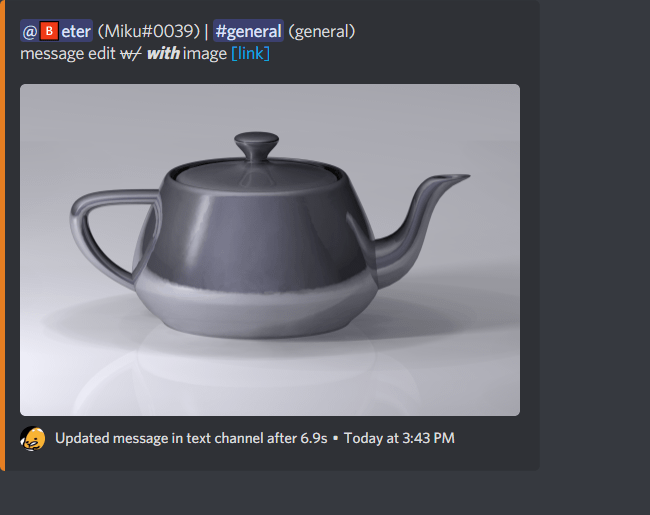 @🅱eter (Miku#0039) | #general (general)
message edit w/ with image [link]
Updated message in text channel after 6.9s • Today at 3:43 PM